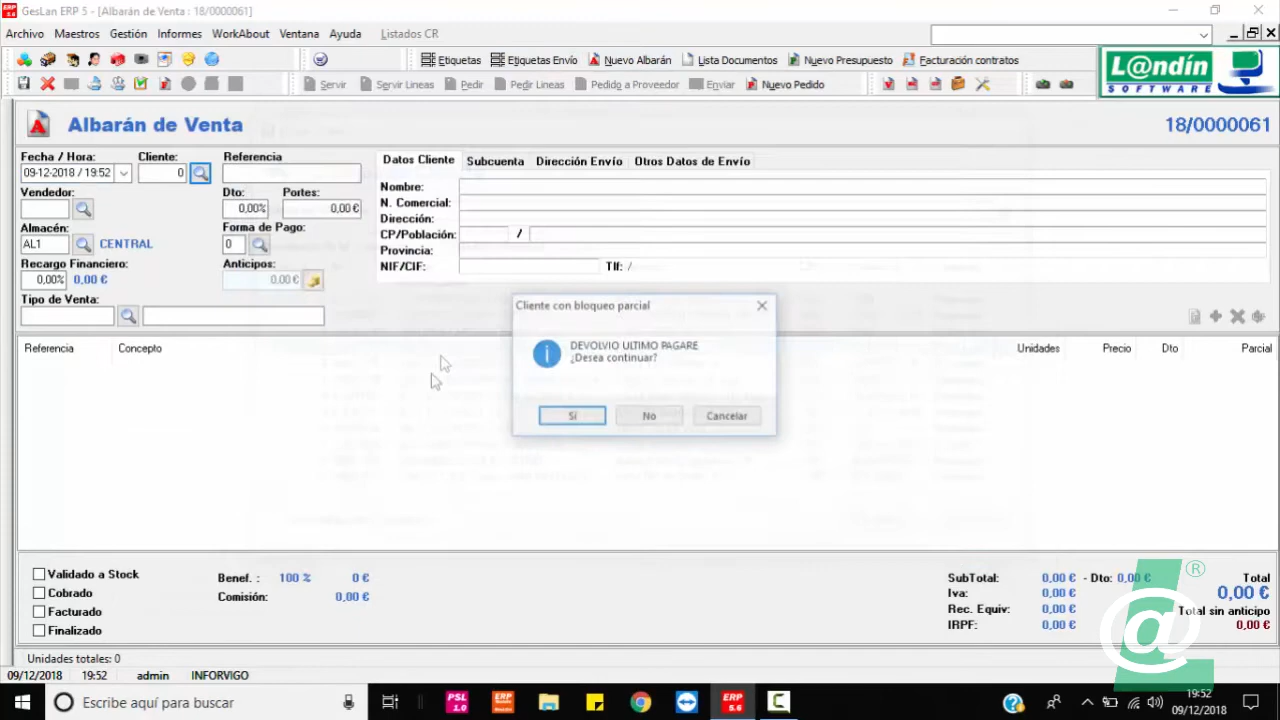 GesLan ERP 5 - [Albarán de Venta : 18/0000061]
Archivo Maestros Gestión Informes WorkAbout Ventana Ayuda Listados CR
Etiquetas Etiquetas Envío Nuevo Albarán Lista Documentos Nuevo Presupuesto Facturación contratos
Servir Servir Lineas Pedir Pedir Lineas Pedido a Proveedor Enviar Nuevo Pedido
L@ndín
SOFTWARE
Albarán de Venta 18/0000061
Fecha / Hora: Cliente: Referencia
09-12-2018 / 19:52 0
Vendedor: Dto: Portes:
0,00% 0,00 €
Almacén: Forma de Pago:
AL1 CENTRAL 0
Recargo Financiero: Anticipos:
0,00% 0,00 € 0,00 €
Tipo de Venta:
Datos Cliente Subcuenta Dirección Envío Otros Datos de Envío
Nombre:
N. Comercial:
Dirección:
CP/Población: /
Provincia:
NIF/CIF: Tlf: /
Cliente con bloqueo parcial
DEVOLVIO ULTIMO PAGARE
¿Desea continuar?
Sí No Cancelar
Referencia Concepto Unidades Precio Dto Parcial
Validado a Stock
Cobrado
Facturado
Finalizado
Benef. : 100 % 0 €
Comisión: 0,00 €
SubTotal: 0,00 € - Dto: 0,00 €
Iva: 0,00 €
Rec. Equiv: 0,00 €
IRPF: 0,00 €
Total
0,00 €
Total sin anticipo
0,00 €
Unidades totales: 0
09/12/2018 19:52 admin INFORVIGO
Escribe aquí para buscar
PSL 1.0
ERP
ERP 5.6
19:52
09/12/2018
@ ®